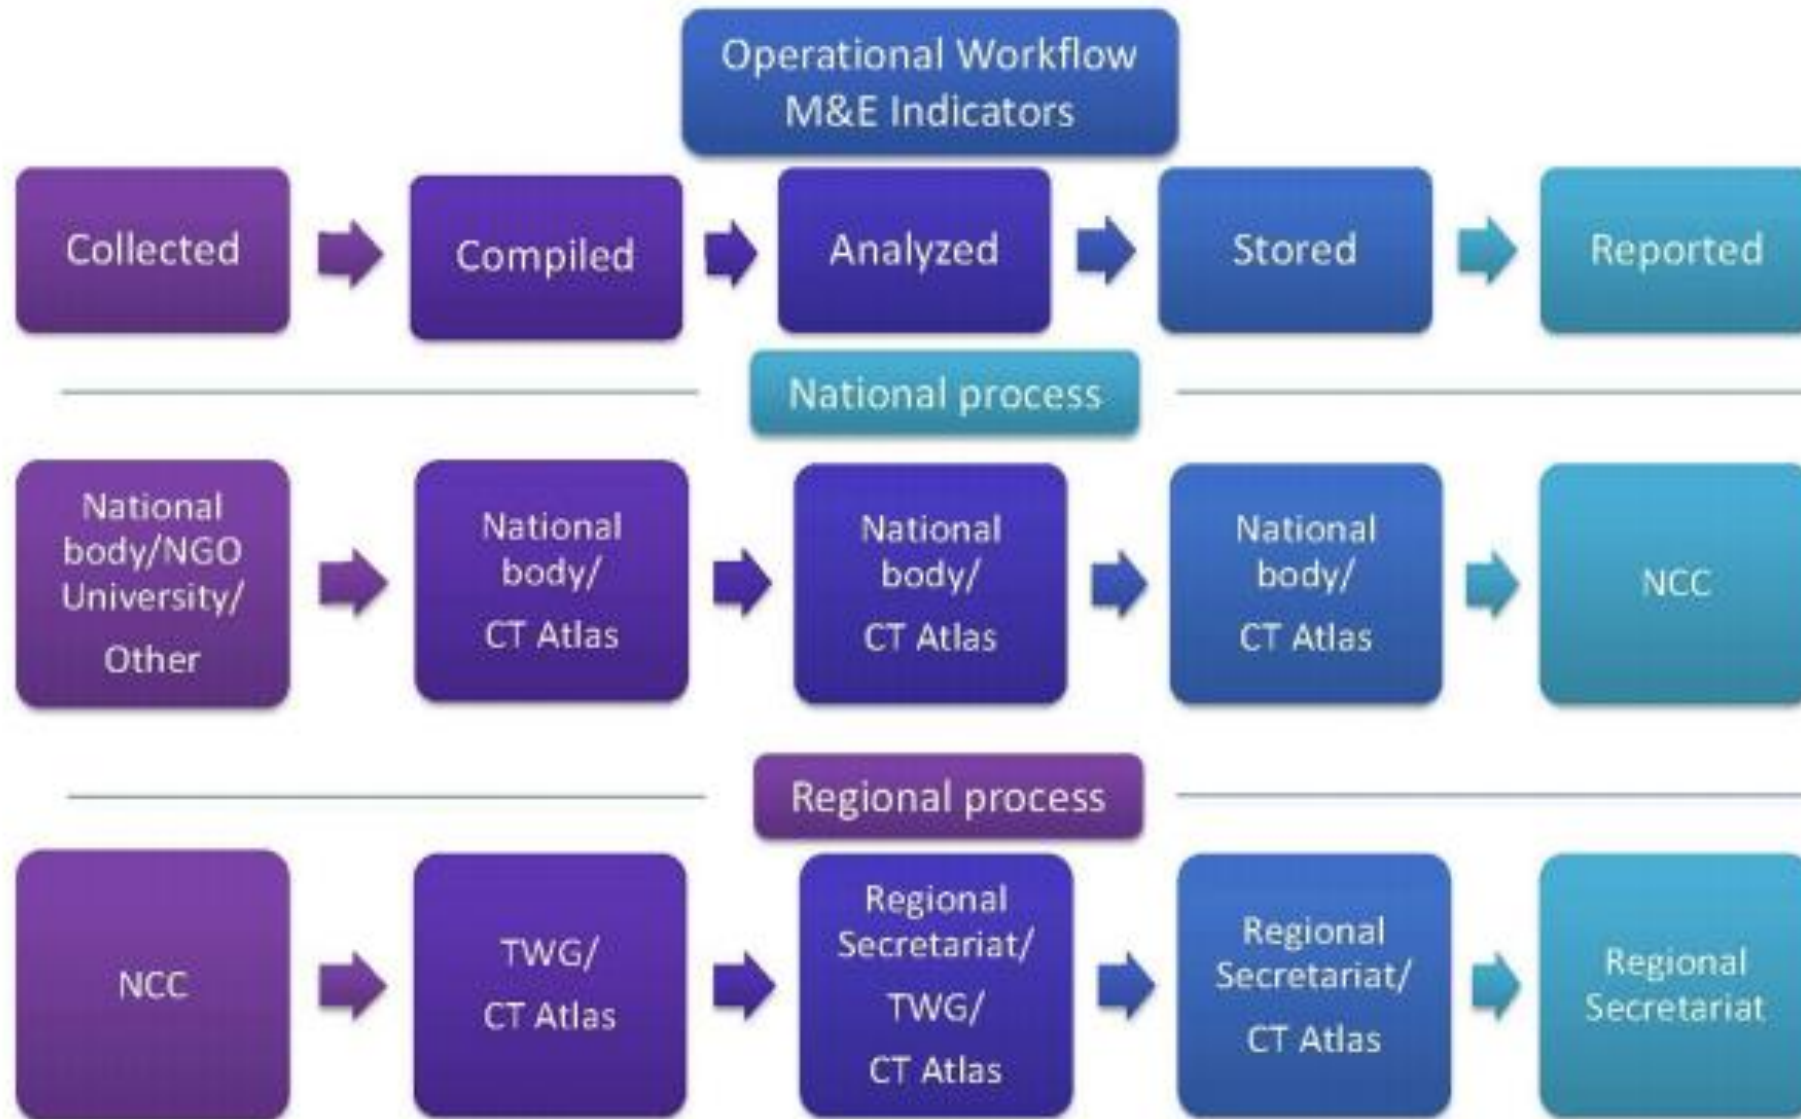 Operational Workflow
M&E Indicators
Collected
Compiled
Analyzed
Stored
Reported
National process
National
body/NGO
University/
Other
National
body/
CT Atlas
National
body/
CT Atlas
National
body/
CT Atlas
NCC
Regional process
NCC
TWG/
CT Atlas
Regional
Secretariat/
TWG/
CT Atlas
Regional
Secretariat/
CT Atlas
Regional
Secretariat